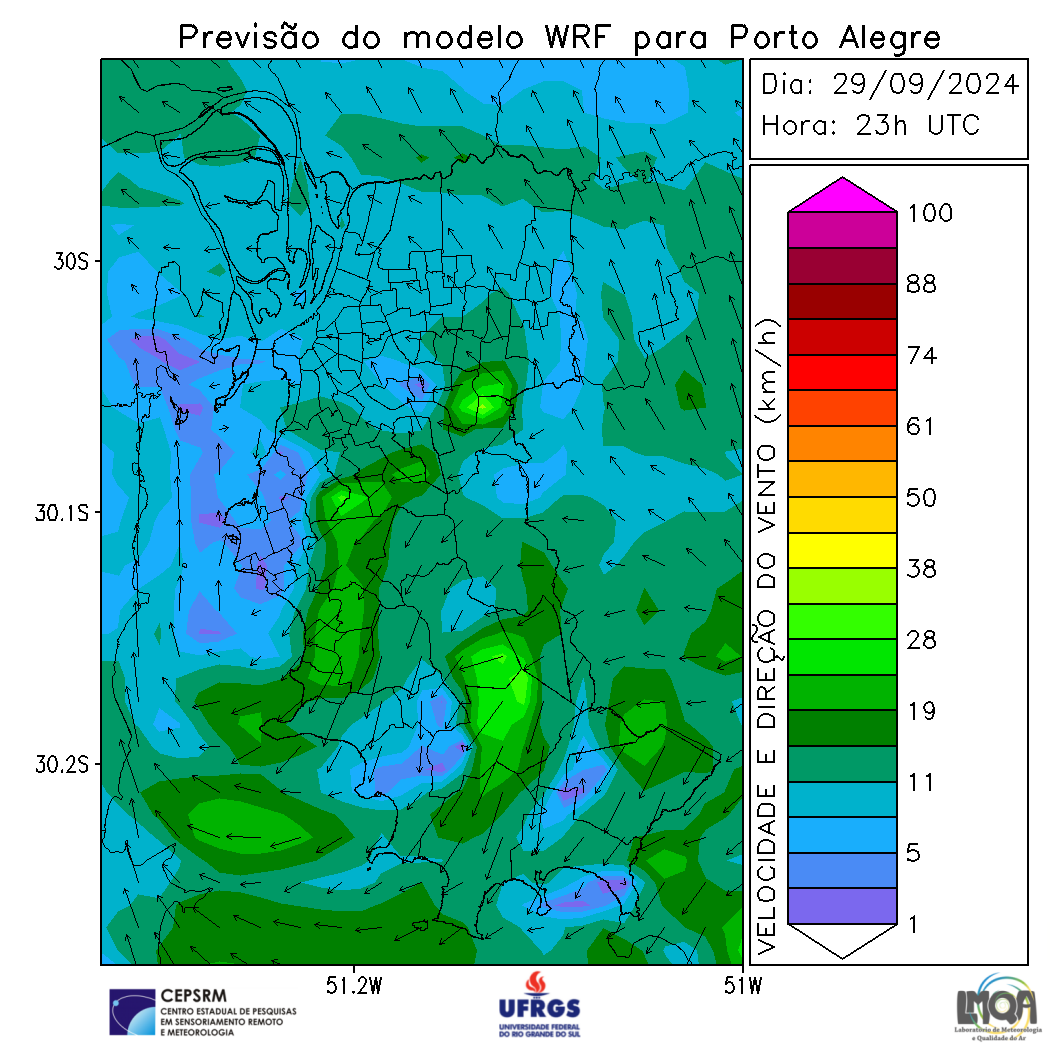 Previsão do modelo WRF para Porto Alegre
Dia: 29/09/2024
Hora: 23h UTC
30S
30.1S
30.2S
51.2W
51W
VELOCIDADE E DIREÇÃO DO VENTO (km/h)
100
88
74
61
50
38
28
19
11
5
1
CEPSRM
CENTRO ESTADUAL DE PESQUISAS
EM SENSORIAMENTO REMOTO
E METEOROLOGIA
UFRGS
UNIVERSIDADE FEDERAL
DO RIO GRANDE DO SUL
LMQA
Laboratório de Meteorologia
e Qualidade do Ar